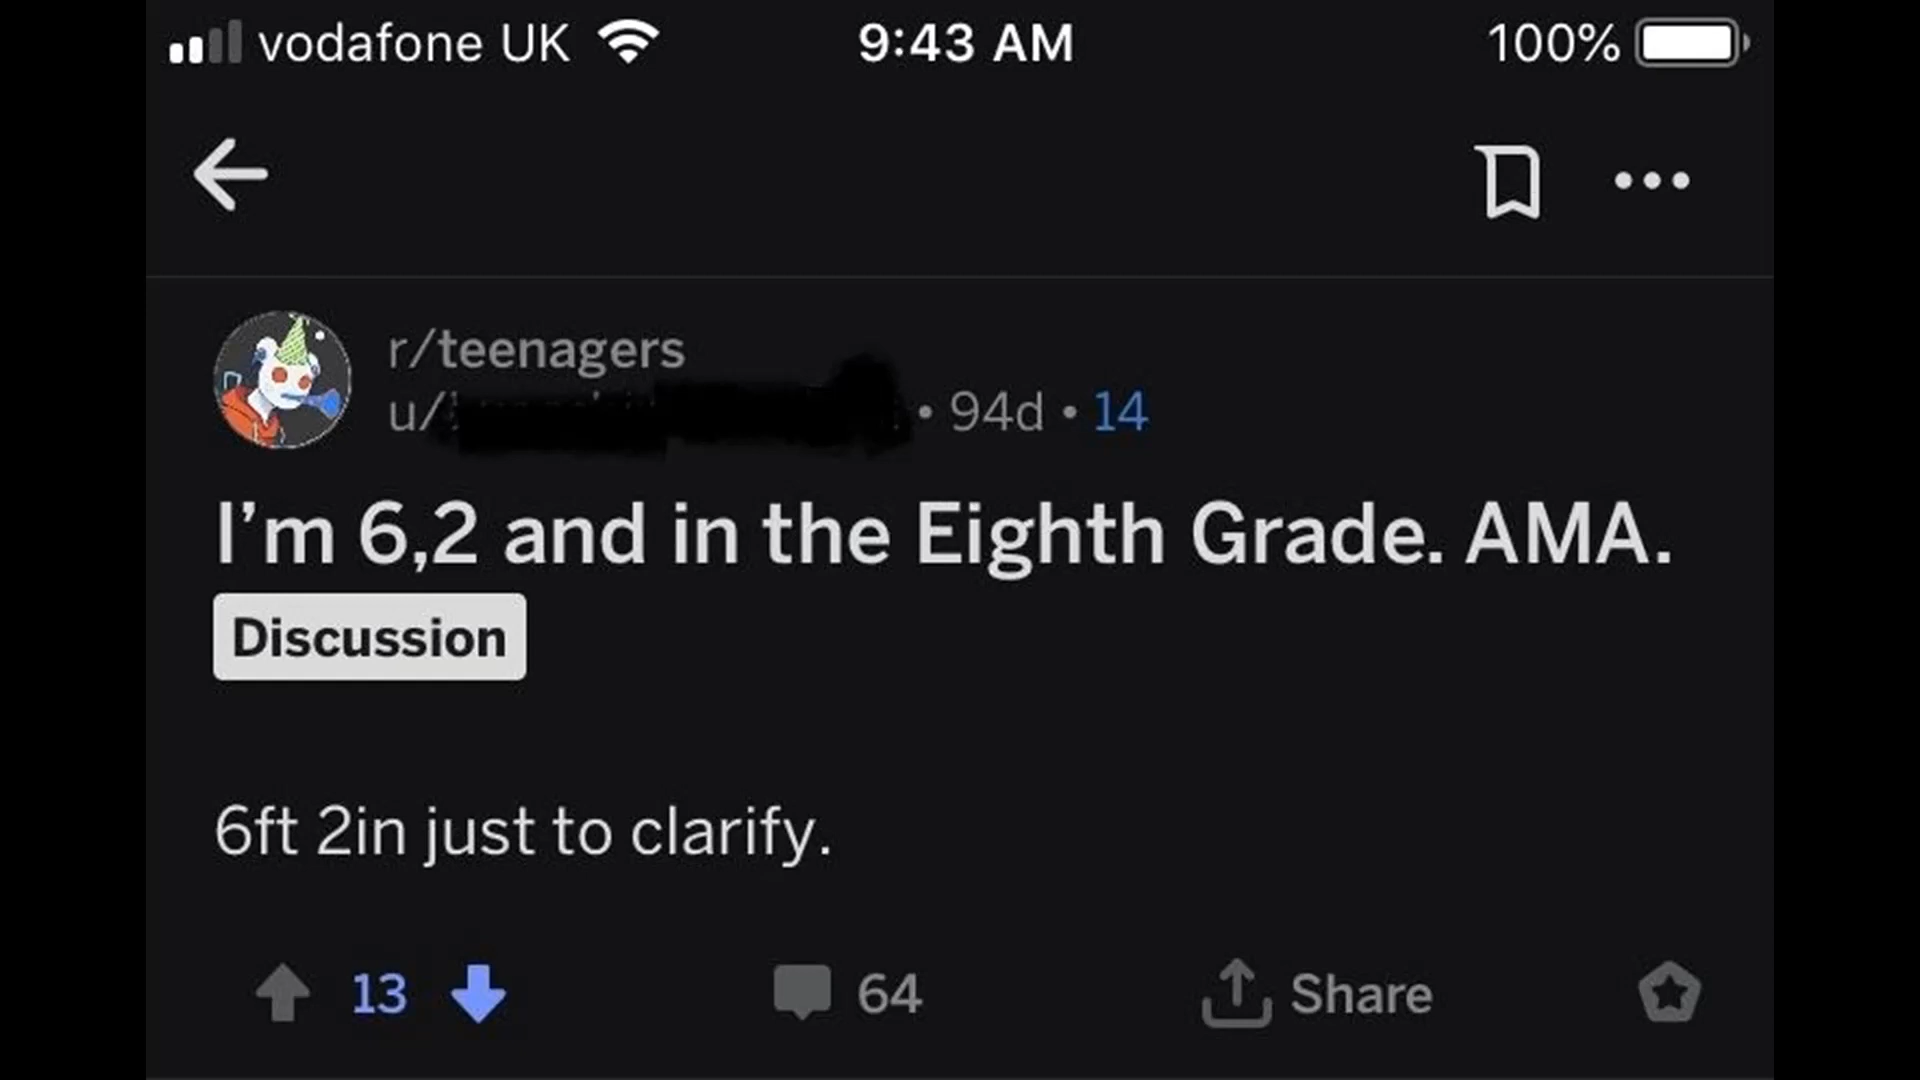 vodafone UK 9:43 AM 100%
r/teenagers
u/ • 94d • 14
I’m 6,2 and in the Eighth Grade. AMA.
Discussion
6ft 2in just to clarify.
13 64 Share